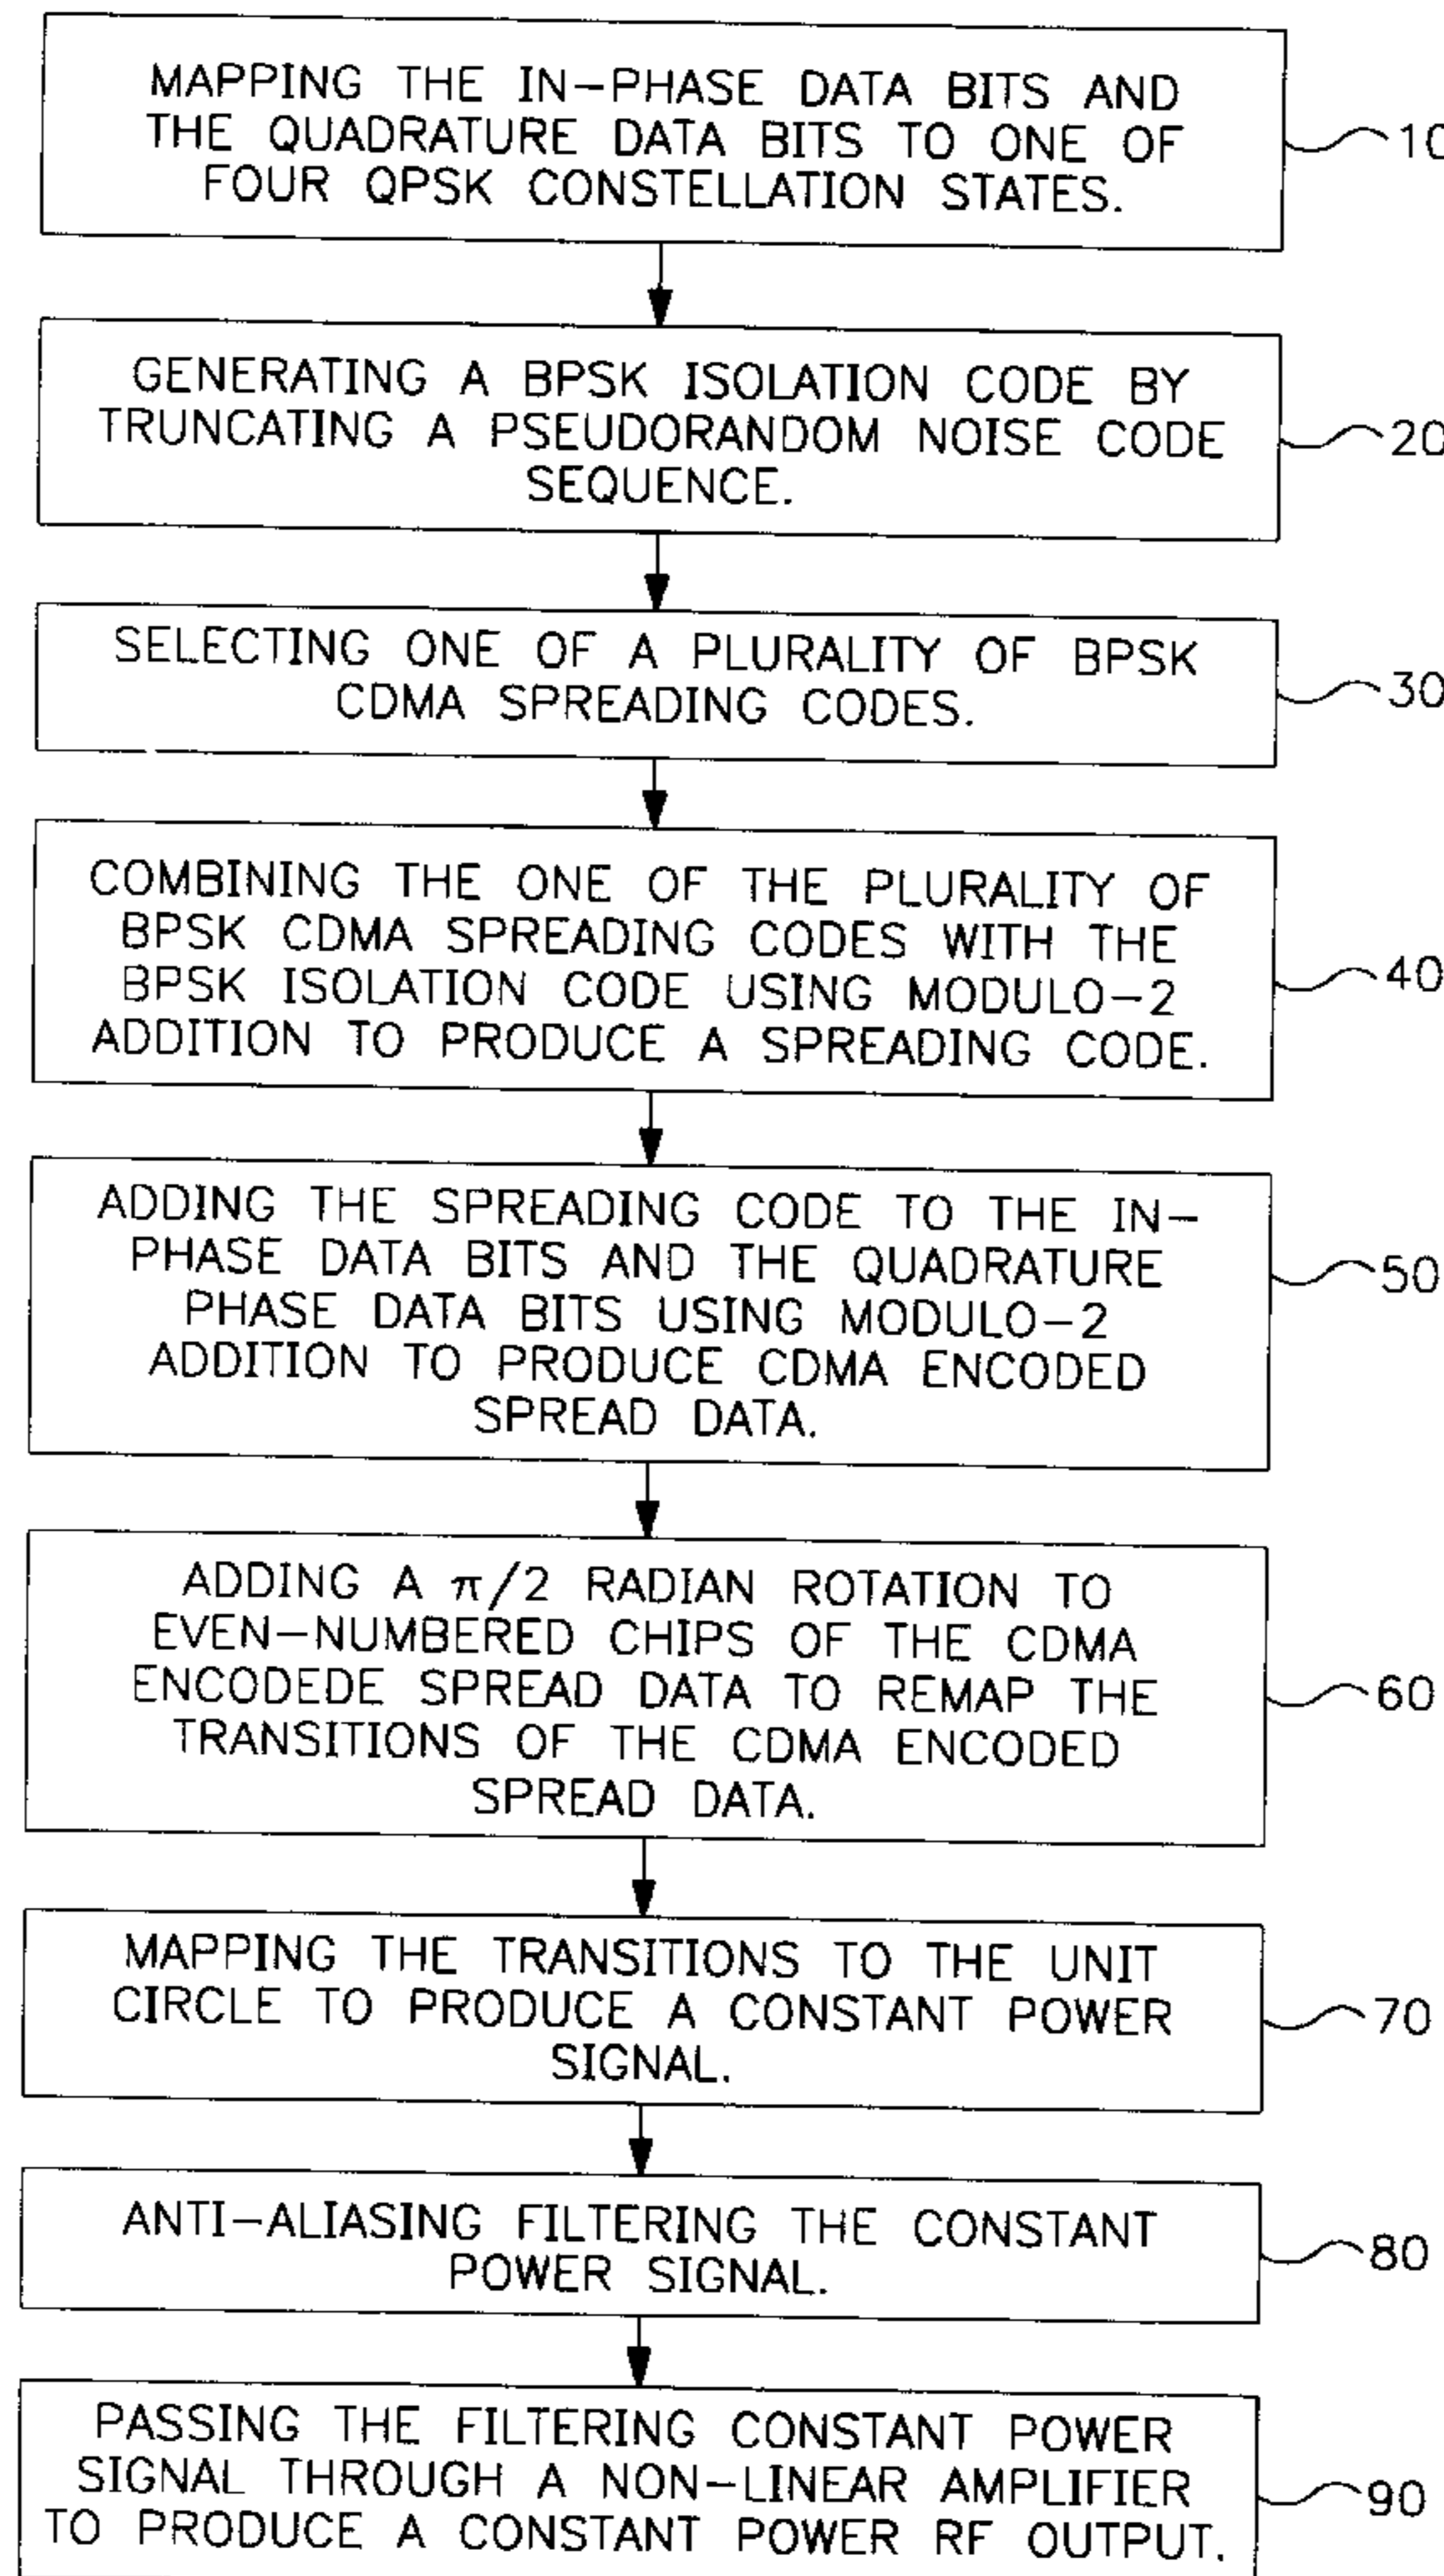 MAPPING THE IN-PHASE DATA BITS AND
THE QUADRATURE DATA BITS TO ONE OF
FOUR QPSK CONSTELLATION STATES.
10
GENERATING A BPSK ISOLATION CODE BY
TRUNCATING A PSEUDORANDOM NOISE CODE
SEQUENCE.
20
SELECTING ONE OF A PLURALITY OF BPSK
CDMA SPREADING CODES.
30
COMBINING THE ONE OF THE PLURALITY OF
BPSK CDMA SPREADING CODES WITH THE
BPSK ISOLATION CODE USING MODULO-2
ADDITION TO PRODUCE A SPREADING CODE.
40
ADDING THE SPREADING CODE TO THE IN-
PHASE DATA BITS AND THE QUADRATURE
PHASE DATA BITS USING MODULO-2
ADDITION TO PRODUCE CDMA ENCODED
SPREAD DATA.
50
ADDING A π/2 RADIAN ROTATION TO
EVEN-NUMBERED CHIPS OF THE CDMA
ENCODEDE SPREAD DATA TO REMAP THE
TRANSITIONS OF THE CDMA ENCODED
SPREAD DATA.
60
MAPPING THE TRANSITIONS TO THE UNIT
CIRCLE TO PRODUCE A CONSTANT POWER
SIGNAL.
70
ANTI-ALIASING FILTERING THE CONSTANT
POWER SIGNAL.
80
PASSING THE FILTERING CONSTANT POWER
SIGNAL THROUGH A NON-LINEAR AMPLIFIER
TO PRODUCE A CONSTANT POWER RF OUTPUT.
90